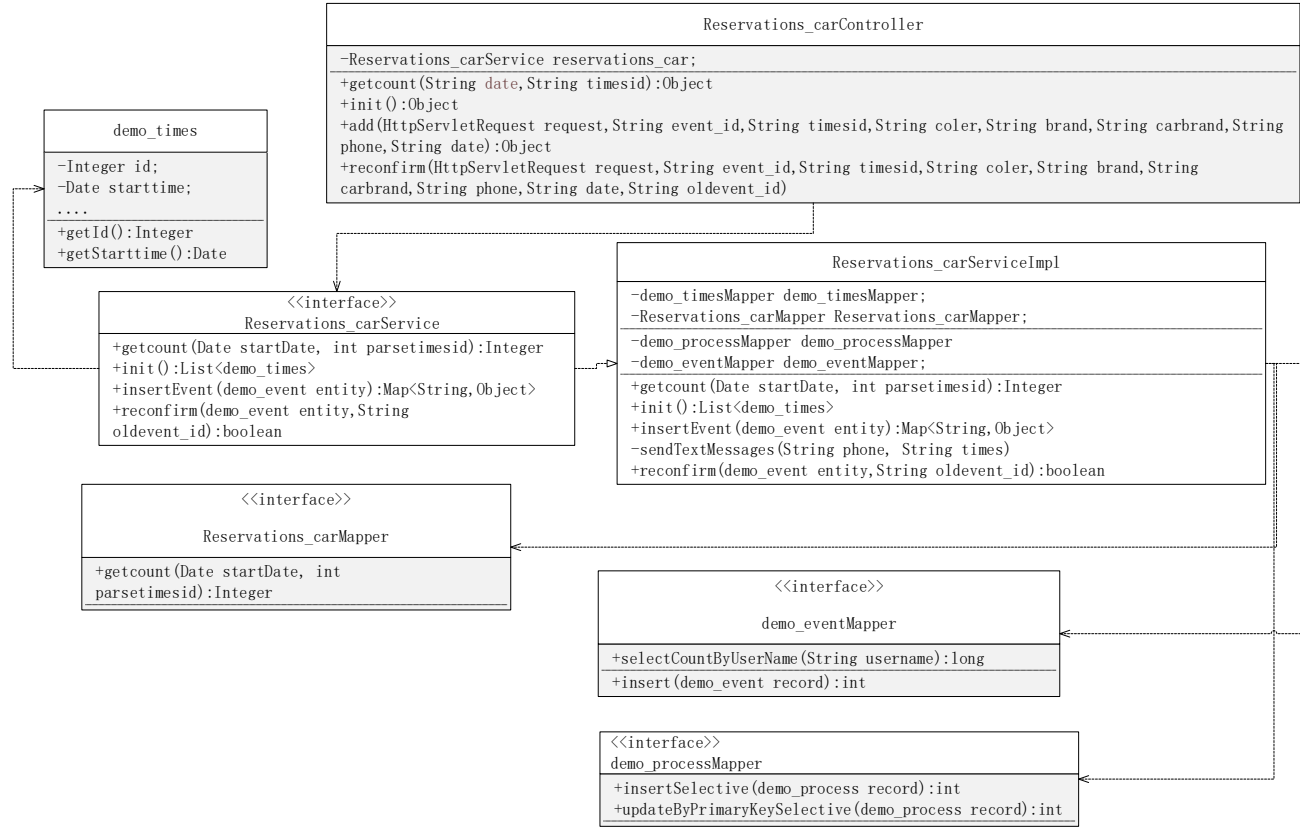 Reservations_carController
-Reservations_carService reservations_car;
+getcount(String date,String timesid):Object
+init():Object
+add(HttpServletRequest request,String event_id,String timesid,String coler,String brand,String carbrand,String
phone,String date):Object
+reconfirm(HttpServletRequest request,String event_id,String timesid,String coler,String brand,String
carbrand,String phone,String date,String oldevent_id)
demo_times
-Integer id;
-Date starttime;
....
+getId():Integer
+getStarttime():Date
<<interface>>
Reservations_carService
+getcount(Date startDate, int parsetimesid):Integer
+init():List<demo_times>
+insertEvent(demo_event entity):Map<String,Object>
+reconfirm(demo_event entity,String
oldevent_id):boolean
Reservations_carServiceImpl
-demo_timesMapper demo_timesMapper;
-Reservations_carMapper Reservations_carMapper;
-demo_processMapper demo_processMapper
-demo_eventMapper demo_eventMapper;
+getcount(Date startDate, int parsetimesid):Integer
+init():List<demo_times>
+insertEvent(demo_event entity):Map<String,Object>
-sendTextMessages(String phone, String times)
+reconfirm(demo_event entity,String oldevent_id):boolean
<<interface>>
Reservations_carMapper
+getcount(Date startDate, int
parsetimesid):Integer
<<interface>>
demo_eventMapper
+selectCountByUserName(String username):long
+insert(demo_event record):int
<<interface>>
demo_processMapper
+insertSelective(demo_process record):int
+updateByPrimaryKeySelective(demo_process record):int